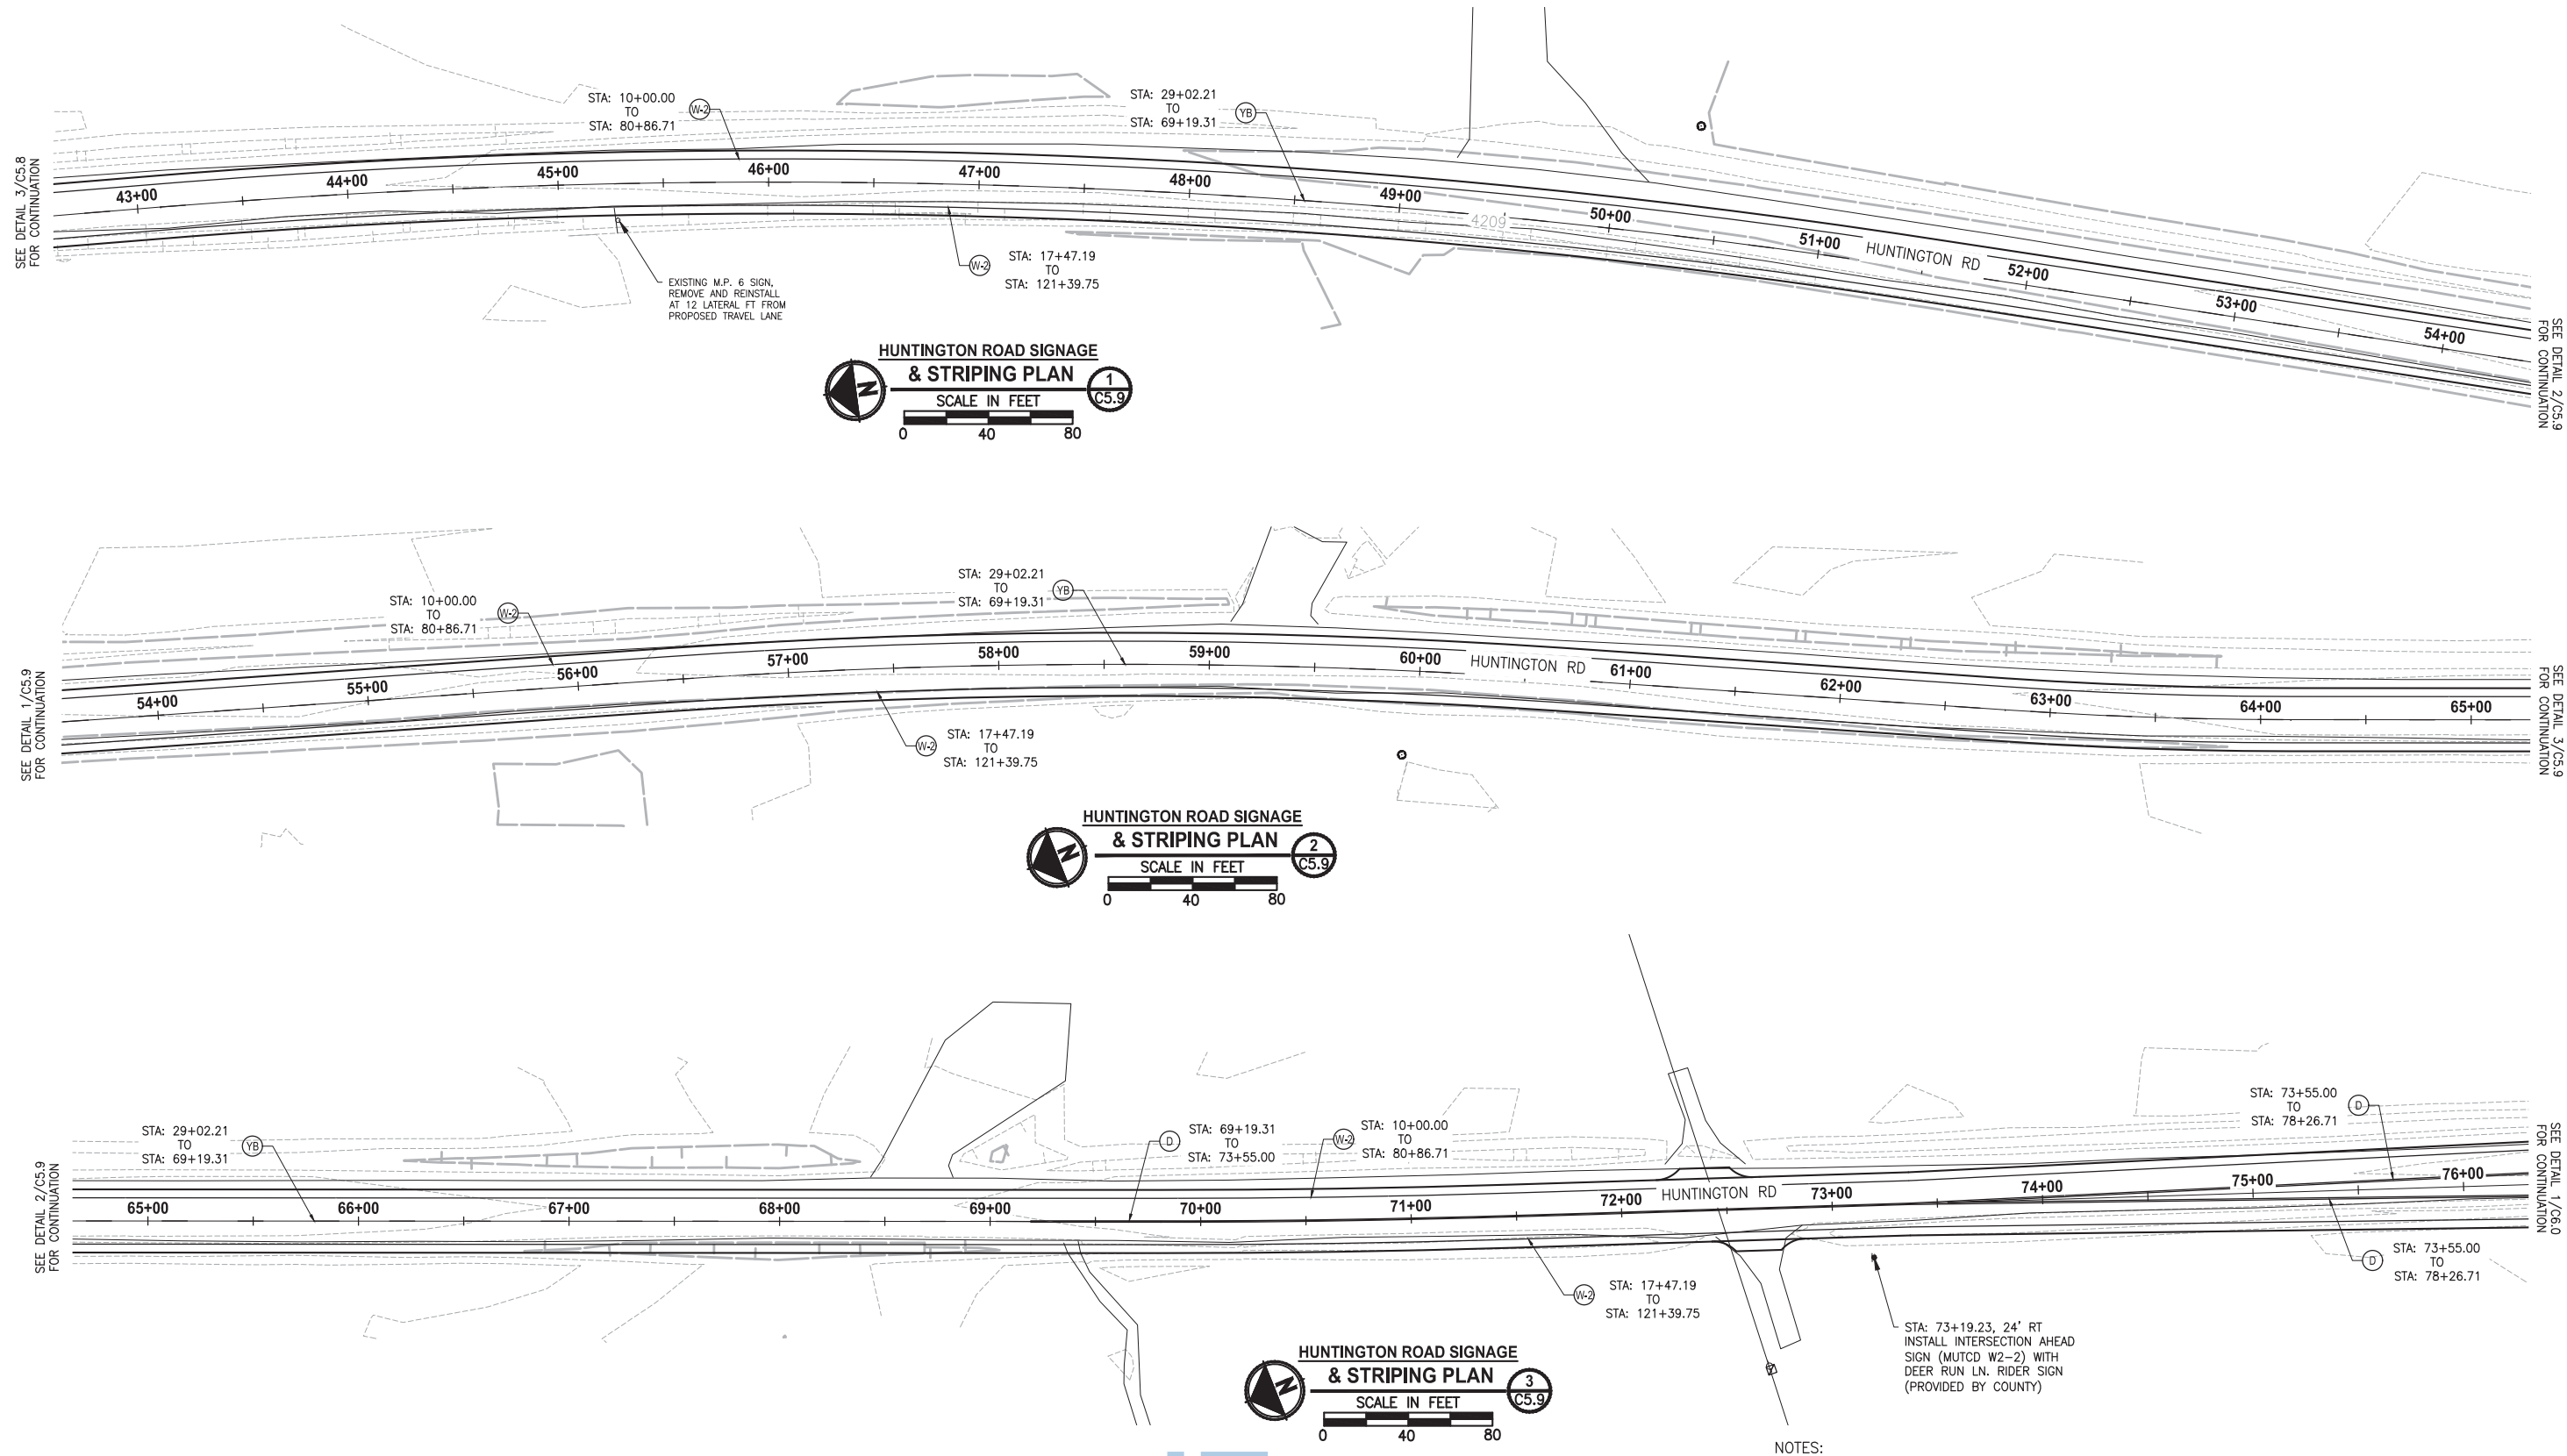 STA: 10+00.00
TO
STA: 80+86.71
W-2
STA: 29+02.21
TO
STA: 69+19.31
YB
SEE DETAIL 3/C5.8
FOR CONTINUATION
43+00
44+00
45+00
46+00
47+00
48+00
49+00
4209
50+00
51+00
HUNTINGTON RD
52+00
53+00
54+00
SEE DETAIL 2/C5.9
FOR CONTINUATION
EXISTING M.P. 6 SIGN,
REMOVE AND REINSTALL
AT 12 LATERAL FT FROM
PROPOSED TRAVEL LANE
W-2
STA: 17+47.19
TO
STA: 121+39.75
N
HUNTINGTON ROAD SIGNAGE
& STRIPING PLAN
1
C5.9
SCALE IN FEET
0 40 80
STA: 10+00.00
TO
STA: 80+86.71
W-2
STA: 29+02.21
TO
STA: 69+19.31
YB
SEE DETAIL 1/C5.9
FOR CONTINUATION
54+00
55+00
56+00
57+00
58+00
59+00
60+00
HUNTINGTON RD
61+00
62+00
63+00
64+00
65+00
SEE DETAIL 3/C5.9
FOR CONTINUATION
W-2
STA: 17+47.19
TO
STA: 121+39.75
N
HUNTINGTON ROAD SIGNAGE
& STRIPING PLAN
2
C5.9
SCALE IN FEET
0 40 80
STA: 29+02.21
TO
STA: 69+19.31
YB
D
STA: 69+19.31
TO
STA: 73+55.00
W-2
STA: 10+00.00
TO
STA: 80+86.71
STA: 73+55.00
TO
STA: 78+26.71
D
SEE DETAIL 2/C5.9
FOR CONTINUATION
65+00
66+00
67+00
68+00
69+00
70+00
71+00
72+00
HUNTINGTON RD
73+00
74+00
75+00
76+00
SEE DETAIL 1/C6.0
FOR CONTINUATION
W-2
STA: 17+47.19
TO
STA: 121+39.75
D
STA: 73+55.00
TO
STA: 78+26.71
STA: 73+19.23, 24' RT
INSTALL INTERSECTION AHEAD
SIGN (MUTCD W2-2) WITH
DEER RUN LN. RIDER SIGN
(PROVIDED BY COUNTY)
N
HUNTINGTON ROAD SIGNAGE
& STRIPING PLAN
3
C5.9
SCALE IN FEET
0 40 80
NOTES: